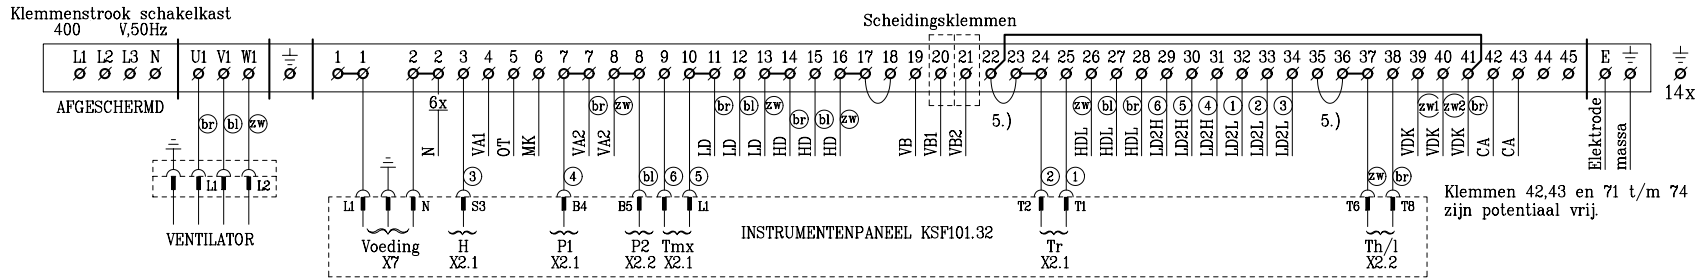 Klemmenstrook schakelkast
400 V,50Hz
Scheidingsklemmen
L1 L2 L3 N U1 V1 W1 1 1 2 2 3 4 5 6 7 7 8 8 9 10 11 12 13 14 15 16 17 18 19 20 21 22 23 24 25 26 27 28 29 30 31 32 33 34 35 36 37 38 39 40 41 42 43 44 45 E
14x
AFGESCHERMD
6x
br bl zw
br zw br bl zw br bl zw
zw bl br 6 5 4 1 2 3
zw1 zw2 br
5.) 5.)
N VA1 OT MK VA2 VA2 LD LD LD HD HD HD VB VB1 VB2 HDL HDL HDL LD2H LD2H LD2H LD2L LD2L LD2L VDK VDK VDK CA CA Elektrode massa
3 4 bl 6 5 2 1 zw br
L1 L2
L1 N S3 B4 B5 L1 T2 T1 T6 T8
Klemmen 42,43 en 71 t/m 74
zijn potentiaal vrij.
VENTILATOR
INSTRUMENTENPANEEL KSF101.32
Voeding H P1 P2 Tmx Tr Th/l
X7 X2.1 X2.1 X2.2 X2.1 X2.1 X2.2